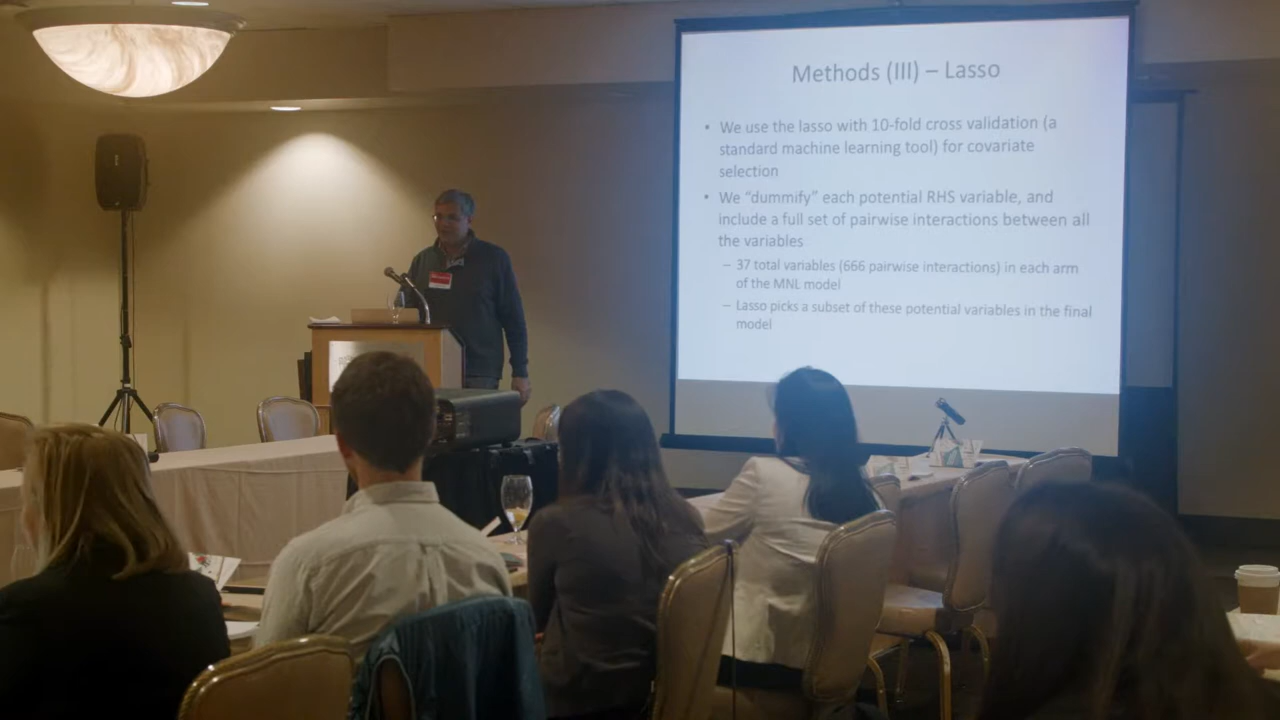 Methods (III) – Lasso
• We use the lasso with 10-fold cross validation (a
standard machine learning tool) for covariate
selection
• We “dummify” each potential RHS variable, and
include a full set of pairwise interactions between all
the variables
– 37 total variables (666 pairwise interactions) in each arm
of the MNL model
– Lasso picks a subset of these potential variables in the final
model